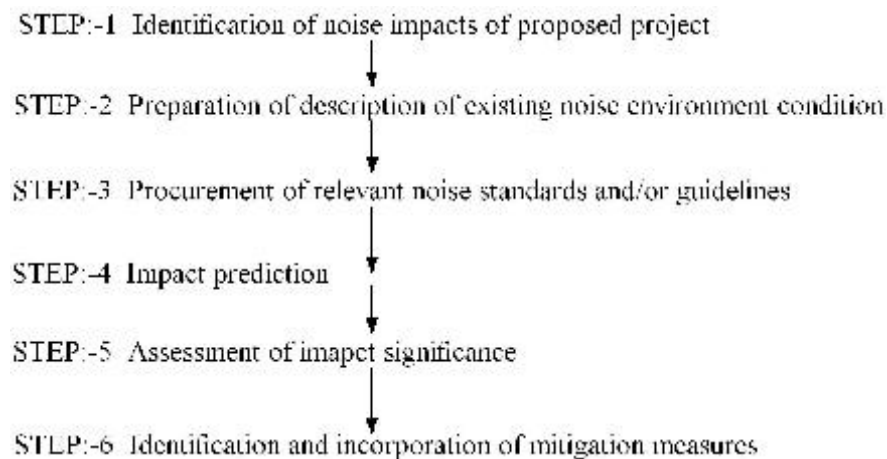 STEP:-1 Identification of noise impacts of proposed project
STEP:-2 Preparation of description of existing noise environment condition
STEP:-3 Procurement of relevant noise standards and/or guidelines
STEP:-4 Impact prediction
STEP:-5 Assessment of imapct significance
STEP:-6 Identification and incorporation of mitigation measures